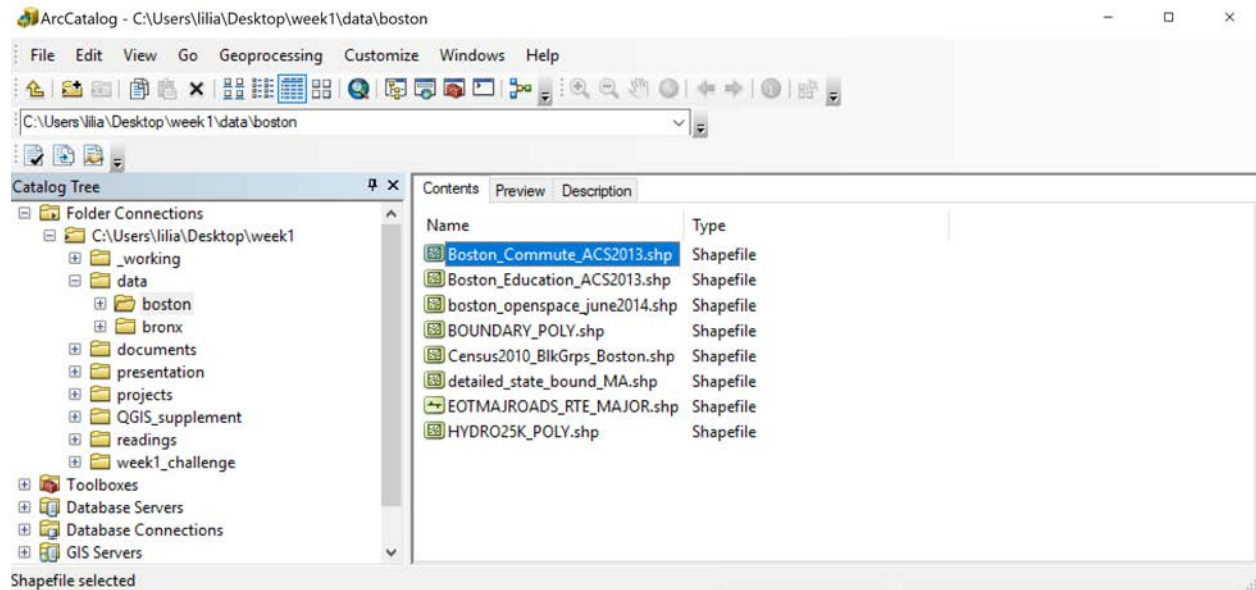 ArcCatalog - C:\Users\lilia\Desktop\week1\data\boston
File Edit View Go Geoprocessing Customize Windows Help
C:\Users\lilia\Desktop\week1\data\boston
Catalog Tree
Folder Connections
C:\Users\lilia\Desktop\week1
_working
data
boston
bronx
documents
presentation
projects
QGIS_supplement
readings
week1_challenge
Toolboxes
Database Servers
Database Connections
GIS Servers
Contents Preview Description
Name Type
Boston_Commute_ACS2013.shp Shapefile
Boston_Education_ACS2013.shp Shapefile
boston_openspace_june2014.shp Shapefile
BOUNDARY_POLY.shp Shapefile
Census2010_BlkGrps_Boston.shp Shapefile
detailed_state_bound_MA.shp Shapefile
EOTMAJROADS_RTE_MAJOR.shp Shapefile
HYDRO25K_POLY.shp Shapefile
Shapefile selected